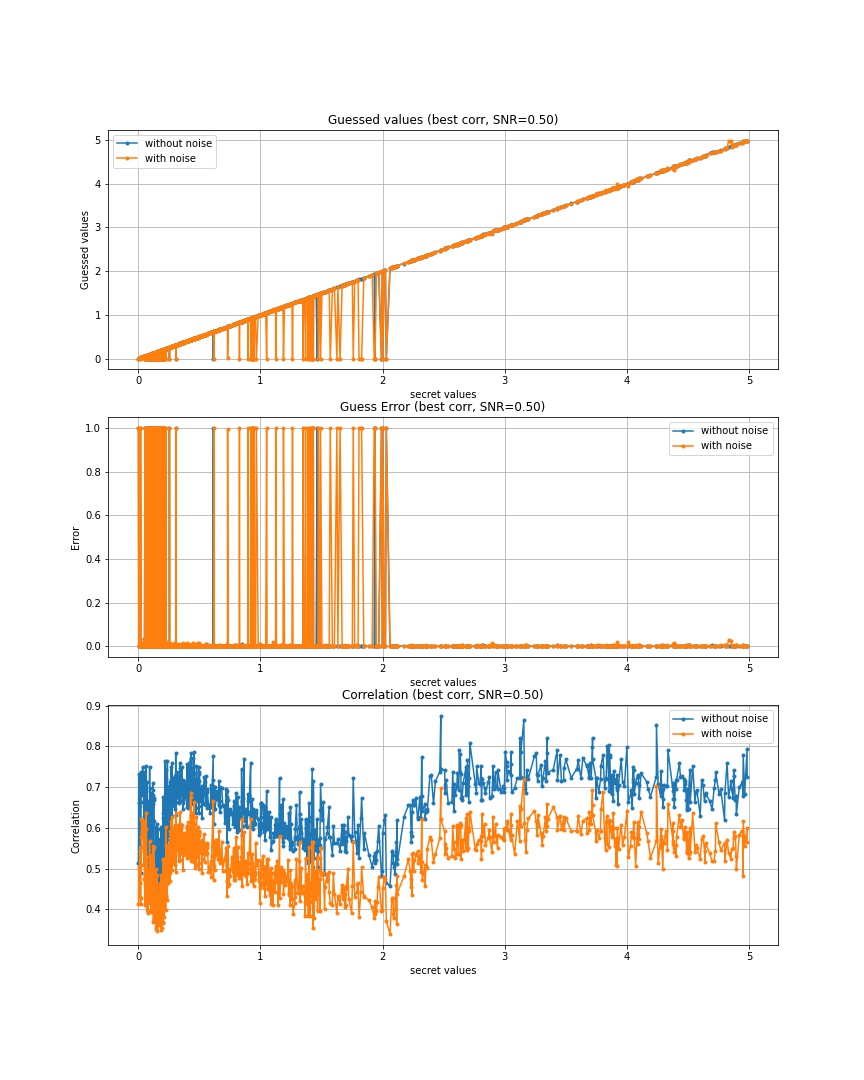 Guessed values (best corr, SNR=0.50)
5
4
3
2
1
0
Guessed values
without noise
with noise
0 1 2 3 4 5
secret values
Guess Error (best corr, SNR=0.50)
1.0
0.8
0.6
0.4
0.2
0.0
Error
without noise
with noise
0 1 2 3 4 5
secret values
Correlation (best corr, SNR=0.50)
0.9
0.8
0.7
0.6
0.5
0.4
Correlation
without noise
with noise
0 1 2 3 4 5
secret values